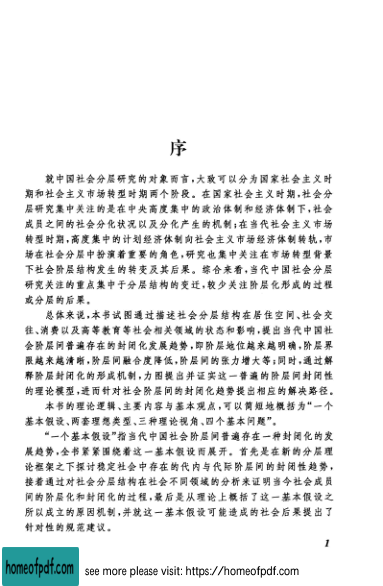 序
就中国社会分层研究的对象而言,大致可以分为国家社会主义时
期和社会主义市场转型时期两个阶段。在国家社会主义时期,社会分
层研究集中关注的是在中央高度集中的政治体制和经济体制下,社会
成员之间的社会分化状况以及分化产生的机制;在当代社会主义市场
转型时期,高度集中的计划经济体制向社会主义市场经济体制转轨,市
场在社会分层中扮演着重要的角色,研究也集中关注在市场转型背景
下社会阶层结构发生的转变及其后果。综合来看,当代中国社会分层
研究关注的重点集中于分层结构的变迁,较少关注阶层化形成的过程
或分层的后果。
总体来说,本书试图通过描述社会分层结构在居住空间、社会交
往、消费以及高等教育等社会相关领域的状态和影响,提出当代中国社
会阶层间普遍存在的封闭化发展趋势,即阶层地位越来越明确,阶层界
限越来越清晰,阶层间融合度降低,阶层间的张力增大等;同时,通过解
释阶层封闭化的形成机制,力图提出并证实这一普遍的阶层间封闭性
的理论模型,进而针对社会阶层间的封闭化趋势提出相应的解决路径。
本书的理论逻辑、主要内容与基本观点,可以简短地概括为“一个
基本假设、两套理想类型、三种理论视角、四个基本问题”。
“一个基本假设”指当代中国社会阶层间普遍存在一种封闭化的发
展趋势,全书紧紧围绕着这一基本假设而展开。首先是在新的分层理
论框架之下探讨稳定社会中存在的代内与代际阶层间的封闭性趋势,
接着通过对社会分层结构在社会不同领域的分析来证明当今社会成员
间的阶层化和封闭化的过程,最后是从理论上概括了这一基本假设之
所以成立的原因机制,并就这一基本假设可能造成的社会后果提出了
针对性的规范建议。
1
homeofpdf.com
see more please visit: https://homeofpdf.com